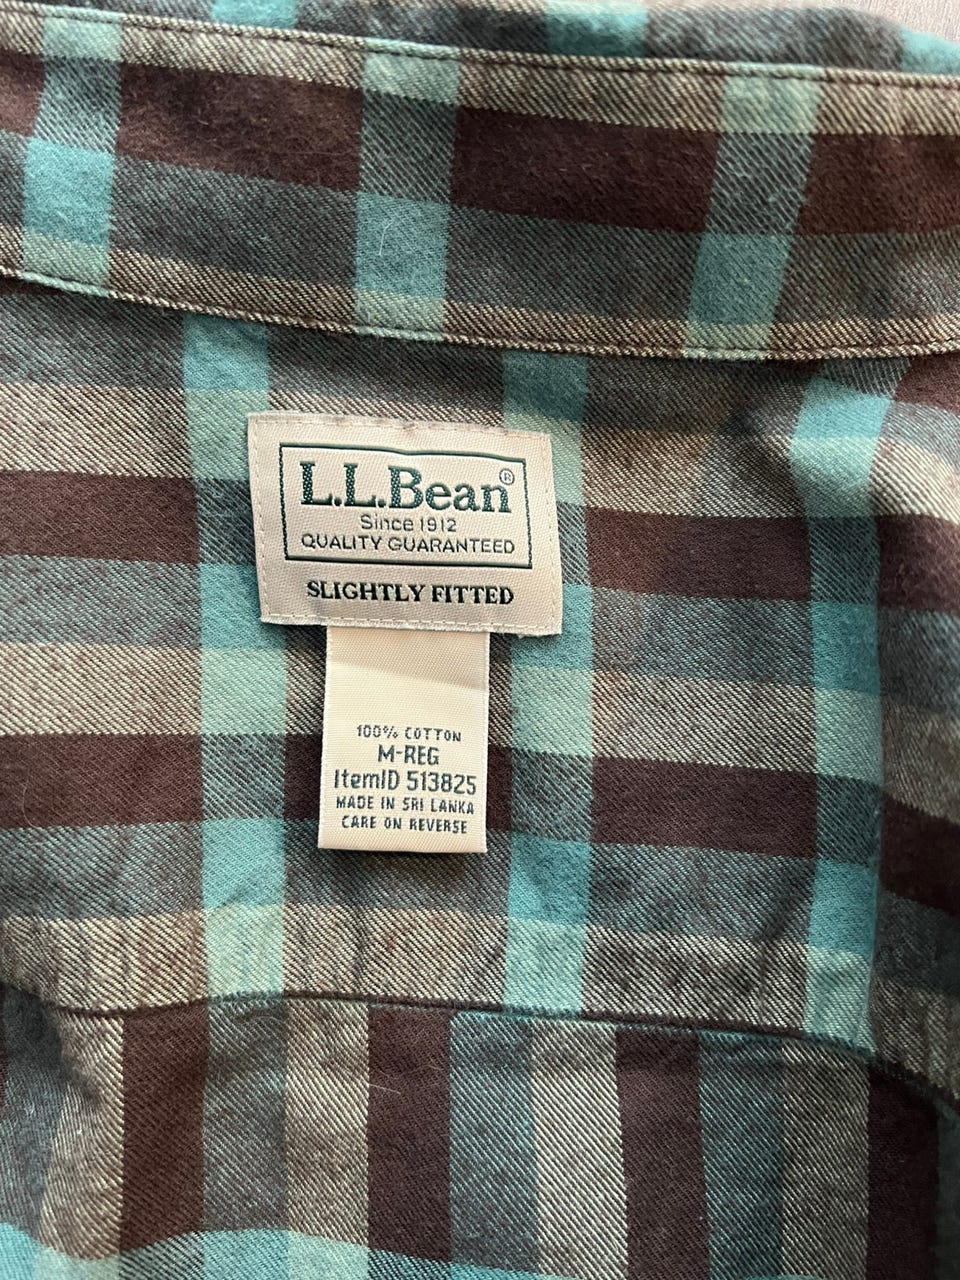 L.L.Bean®
Since 1912
QUALITY GUARANTEED
SLIGHTLY FITTED
100% COTTON
M-REG
ItemID 513825
MADE IN SRI LANKA
CARE ON REVERSE